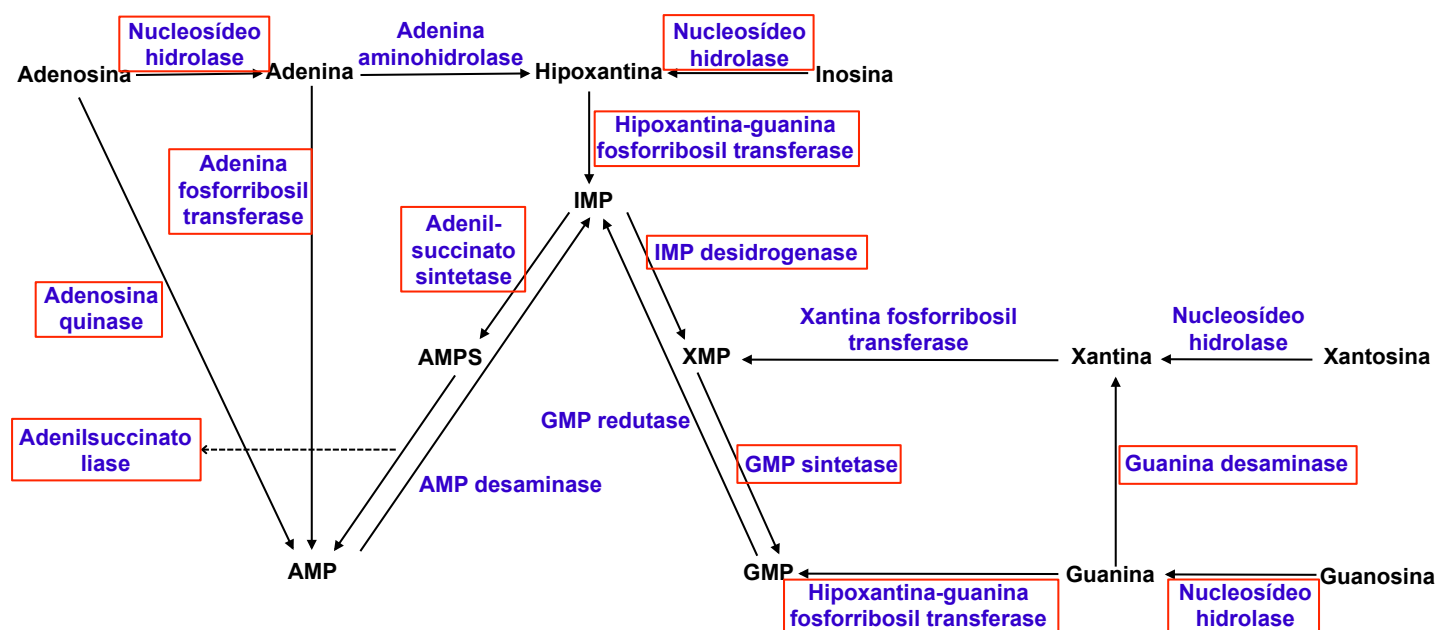 Nucleosídeo
hidrolase
Adenina
aminohidrolase
Nucleosídeo
hidrolase
Adenosina
Adenina
Hipoxantina
Inosina
Hipoxantina-guanina
fosforribosil transferase
Adenina
fosforribosil
transferase
IMP
Adenil-
succinato
sintetase
IMP desidrogenase
Adenosina
quinase
Xantina fosforribosil
transferase
Nucleosídeo
hidrolase
AMPS
XMP
Xantina
Xantosina
GMP redutase
Adenilsuccinato
liase
AMP desaminase
GMP sintetase
Guanina desaminase
AMP
GMP
Guanina
Guanosina
Hipoxantina-guanina
fosforribosil transferase
Nucleosídeo
hidrolase